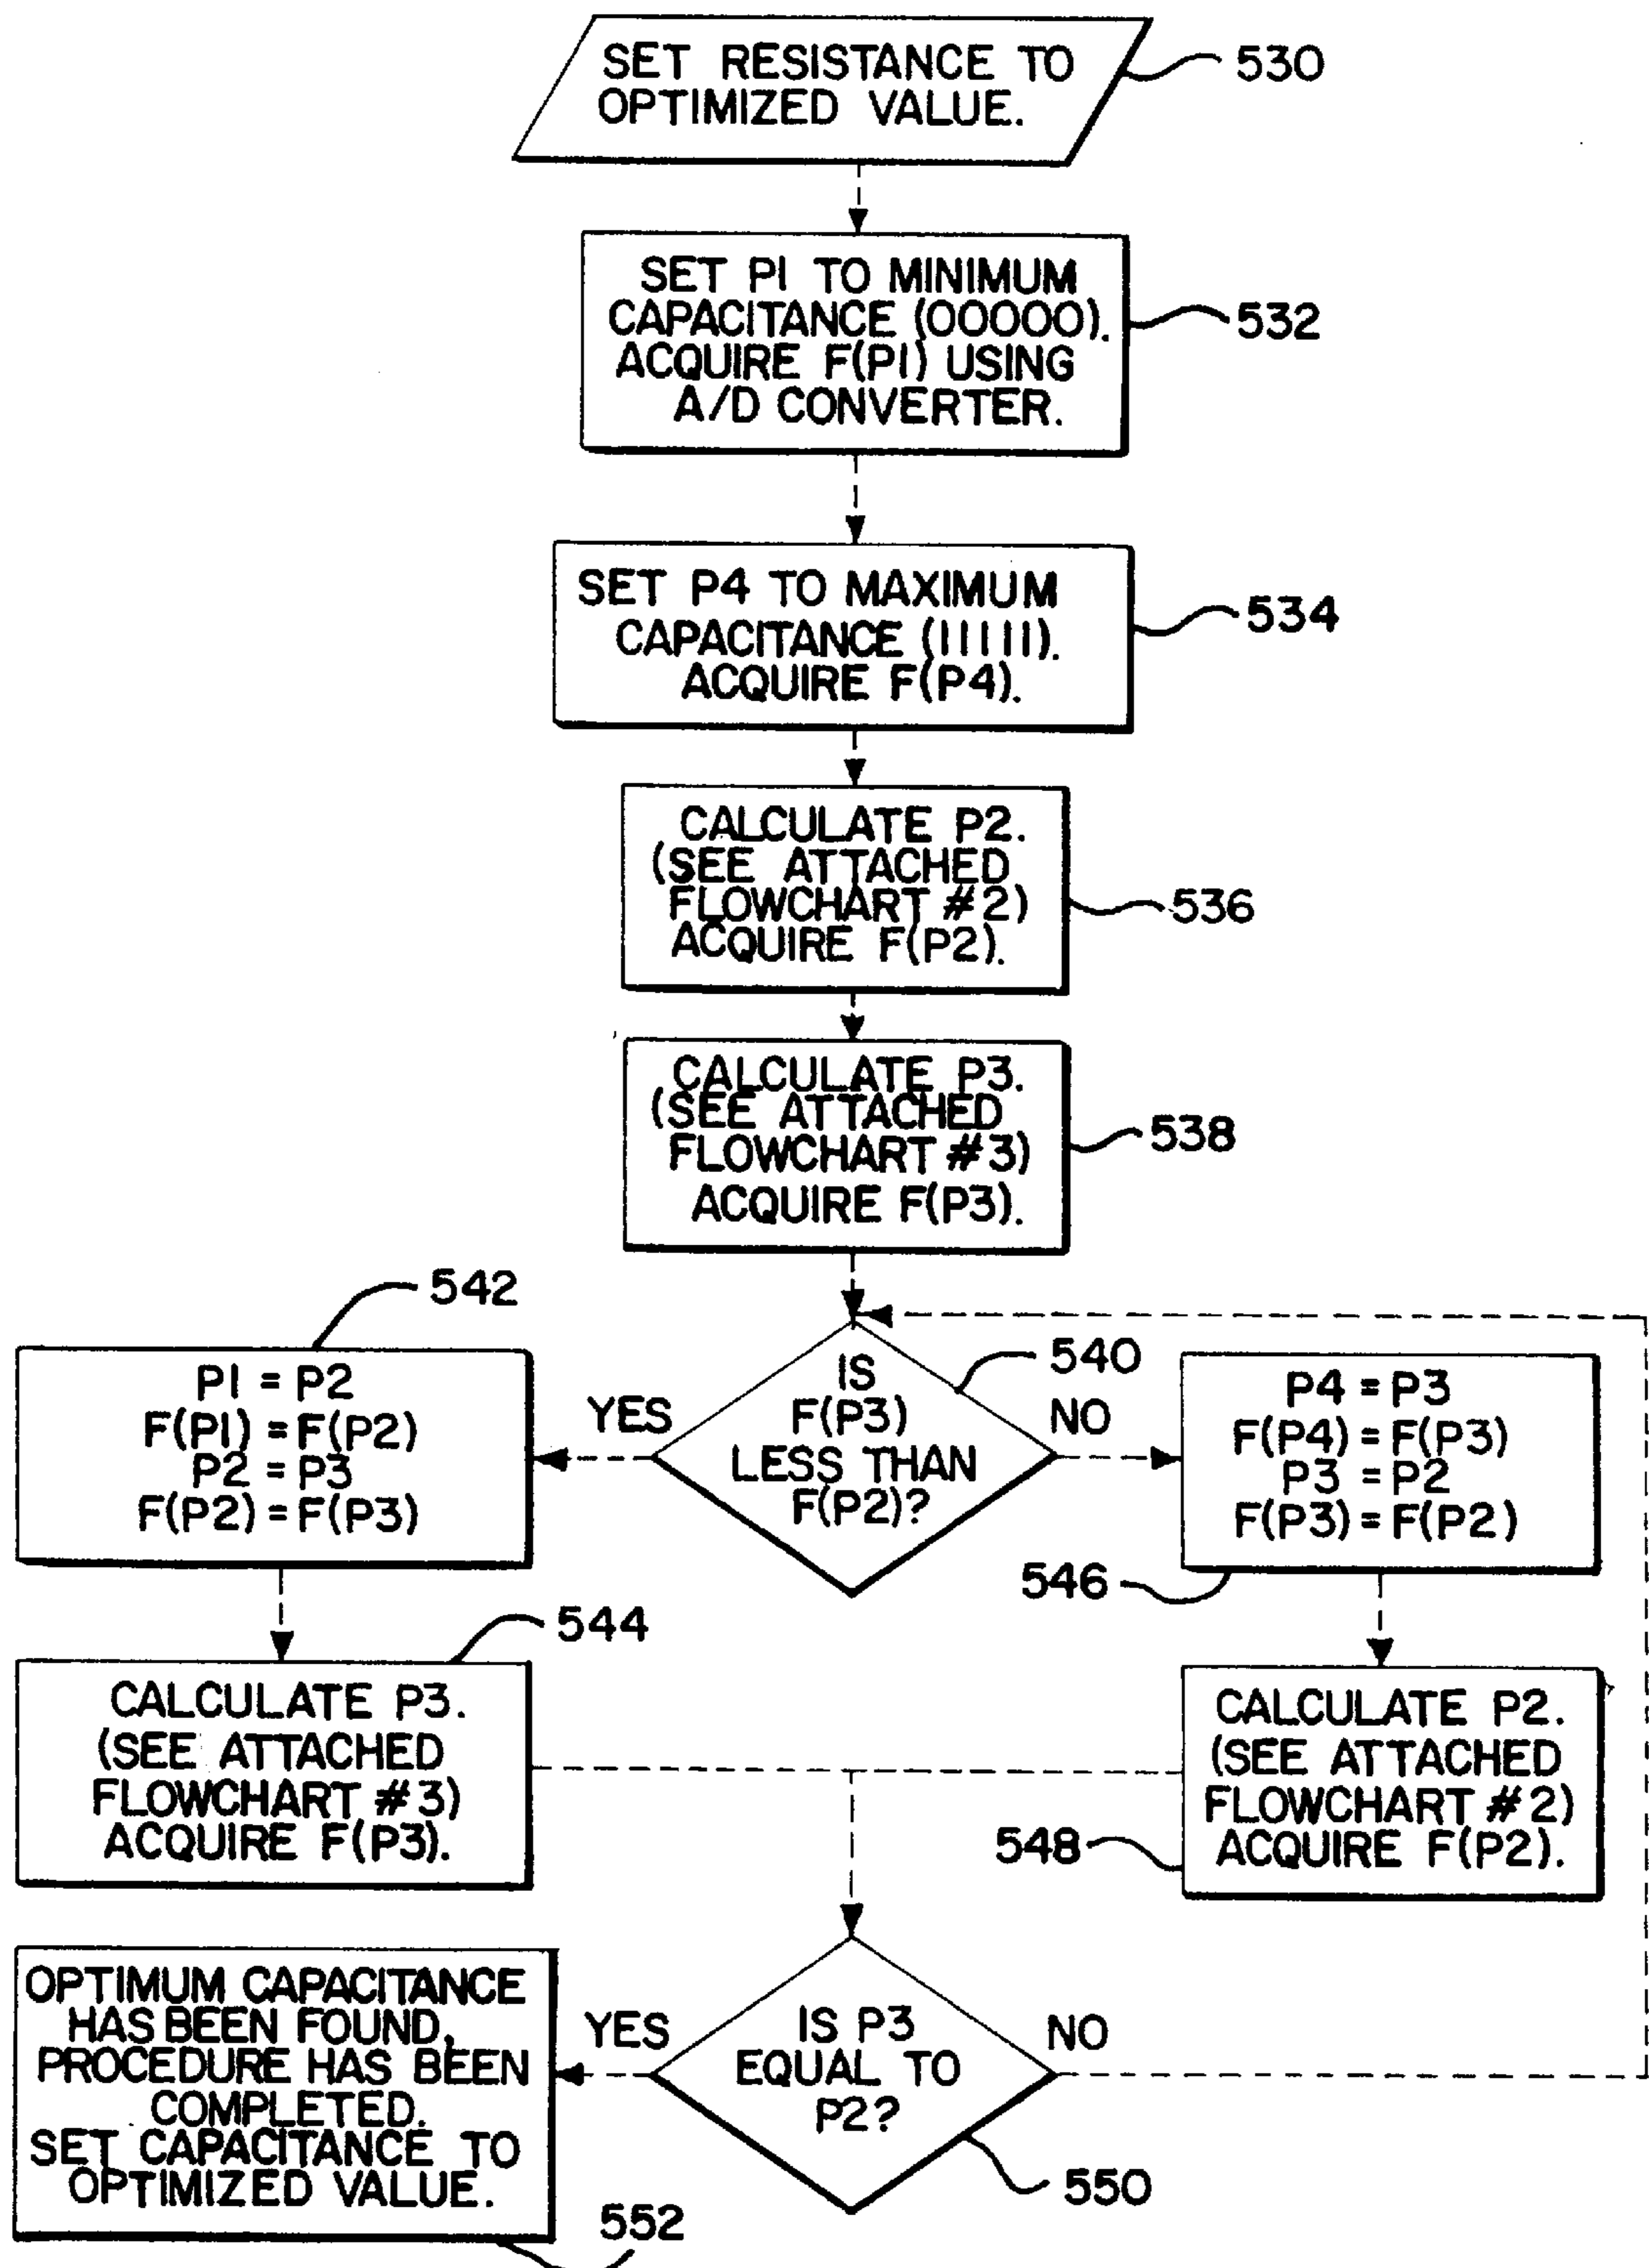 SET RESISTANCE TO
OPTIMIZED VALUE.
530
SET P1 TO MINIMUM
CAPACITANCE (00000).
ACQUIRE F(P1) USING
A/D CONVERTER.
532
SET P4 TO MAXIMUM
CAPACITANCE (11111).
ACQUIRE F(P4).
534
CALCULATE P2.
(SEE ATTACHED
FLOWCHART #2)
ACQUIRE F(P2).
536
CALCULATE P3.
(SEE ATTACHED
FLOWCHART #3)
ACQUIRE F(P3).
538
542
P1 = P2
F(P1) = F(P2)
P2 = P3
F(P2) = F(P3)
YES
IS
F(P3)
LESS THAN
F(P2)?
540
NO
P4 = P3
F(P4) = F(P3)
P3 = P2
F(P3) = F(P2)
546
544
CALCULATE P3.
(SEE ATTACHED
FLOWCHART #3)
ACQUIRE F(P3).
CALCULATE P2.
(SEE ATTACHED
FLOWCHART #2)
ACQUIRE F(P2).
548
OPTIMUM CAPACITANCE
HAS BEEN FOUND,
PROCEDURE HAS BEEN
COMPLETED.
SET CAPACITANCE TO
OPTIMIZED VALUE.
552
YES
IS P3
EQUAL TO
P2?
NO
550